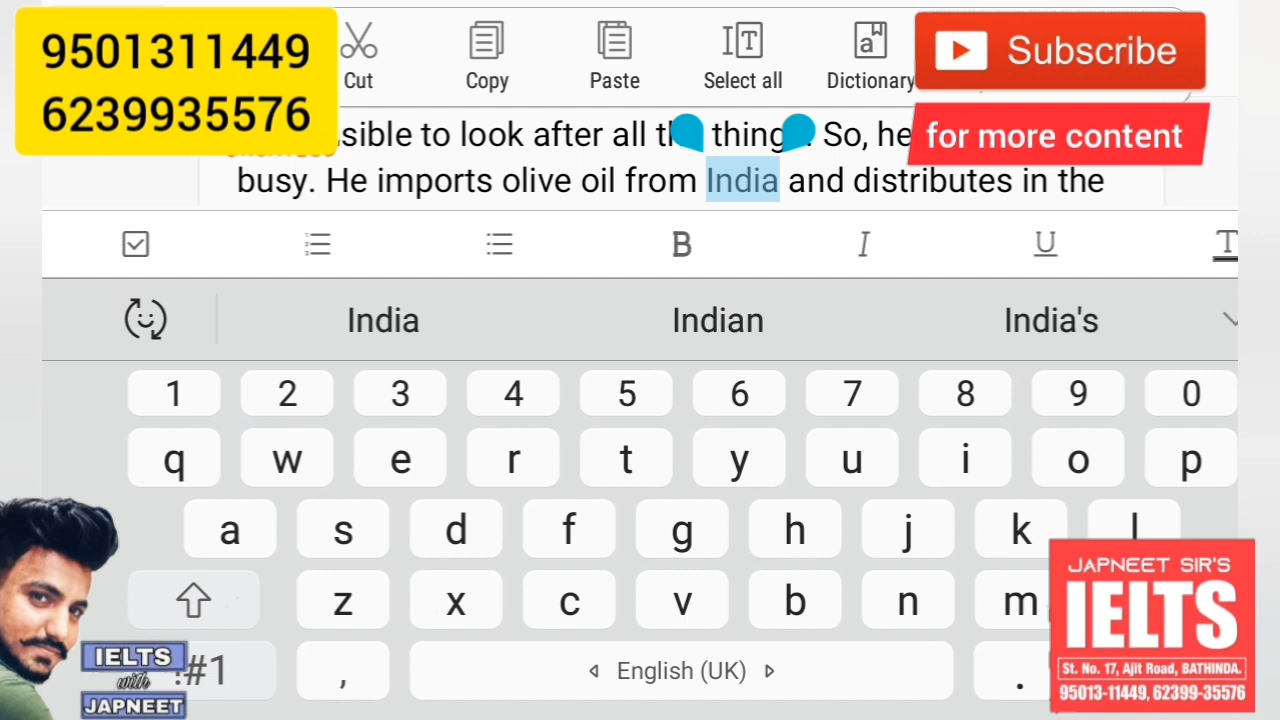 9501311449
6239935576
Cut
Copy
Paste
Select all
Dictionary
Subscribe
for more content
to look after all things So, he
busy. He imports olive oil from India and distributes in the
B
I
U
T
India
Indian
India's
1 2 3 4 5 6 7 8 9 0
q w e r t y u i o p
a s d f g h j k l
z x c v b n m
!#1
,
English (UK)
.
IELTS
with
JAPNEET
JAPNEET SIR'S
IELTS
St. No. 17, Ajit Road, BATHINDA.
95013-11449, 62399-35576